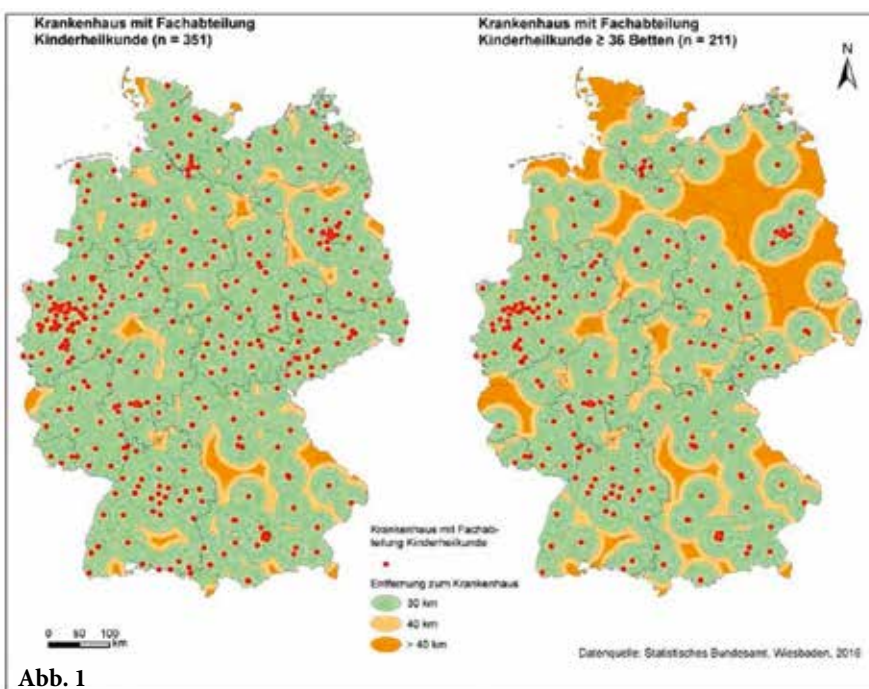 Krankenhaus mit Fachabteilung
Kinderheilkunde (n = 351)
Krankenhaus mit Fachabteilung
Kinderheilkunde ≥ 36 Betten (n = 211)
N
Krankenhaus mit Fachab-
teilung Kinderheilkunde
Entfernung zum Krankenhaus
30 km
40 km
> 40 km
0 50 100
km
Datenquelle: Statistisches Bundesamt, Wiesbaden, 2016
Abb. 1